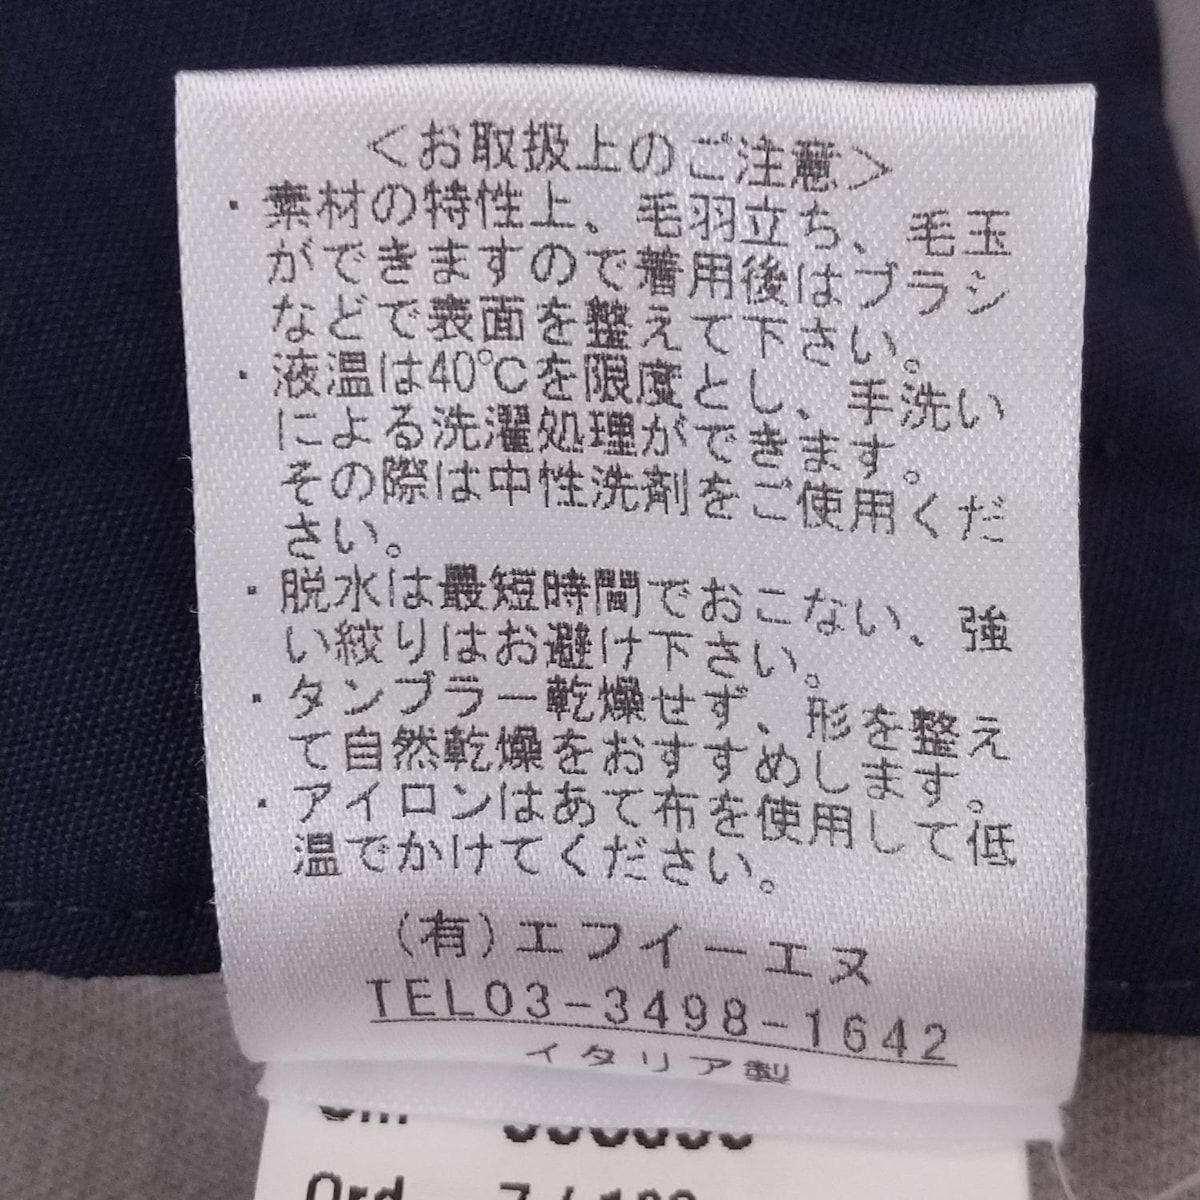 <お取扱上のご注意>
・素材の特性上、毛羽立ち、毛玉
ができますので着用後はブラシ
などで表面を整えて下さい。
・液温は40℃を限度とし、手洗い
による洗濯処理ができます。
その際は中性洗剤をご使用くだ
さい。
・脱水は最短時間でおこない、強
い絞りはお避け下さい。
・タンブラー乾燥せず、形を整え
て自然乾燥をおすすめします。
・アイロンはあて布を使用して低
温でかけてください。
(有)エフイーエヌ
TEL03-3498-1642
イタリア製
Ord